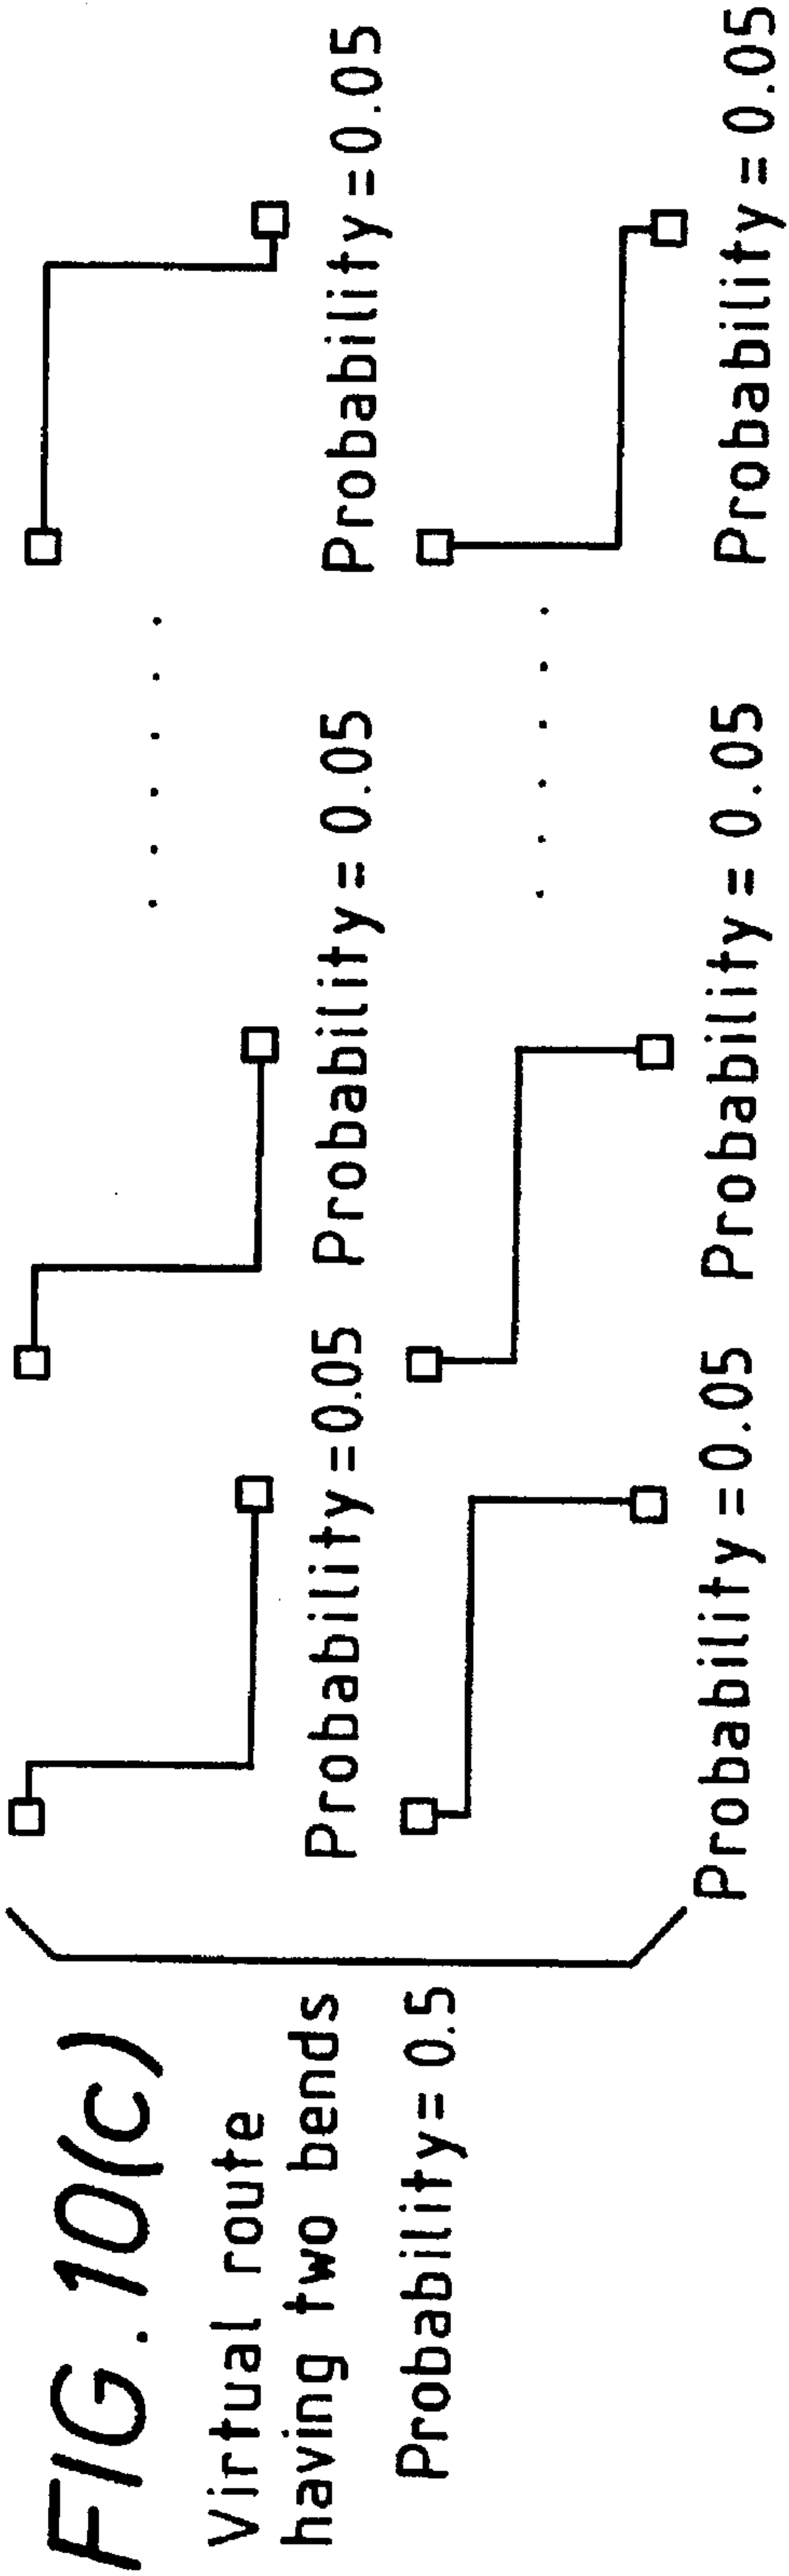 FIG. 10(c)
Virtual route
having two bends
Probability = 0.5
Probability = 0.05 Probability = 0.05 Probability = 0.05
Probability = 0.05 Probability = 0.05 Probability = 0.05